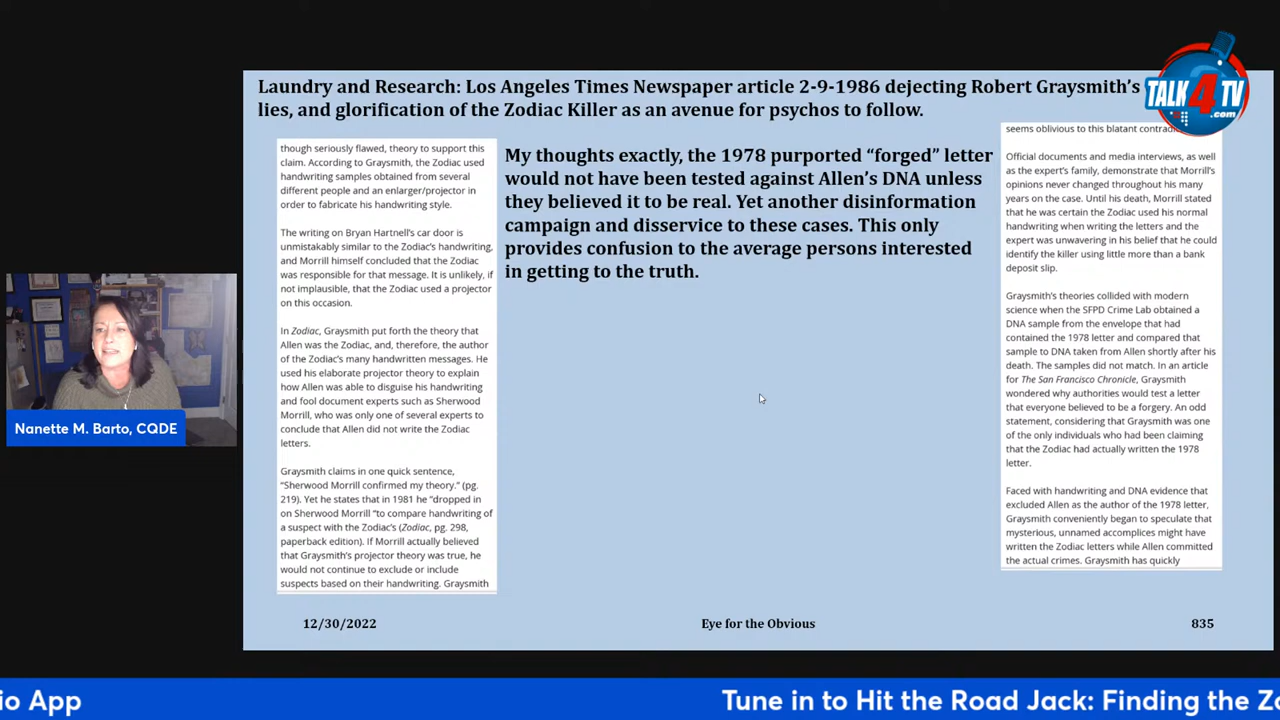 Laundry and Research: Los Angeles Times Newspaper article 2-9-1986 dejecting Robert Graysmith's
lies, and glorification of the Zodiac Killer as an avenue for psychos to follow.
TALK 4 TV
.com
though seriously flawed, theory to support this
claim. According to Graysmith, the Zodiac used
handwriting samples obtained from several
different people and an enlarger/projector in
order to fabricate his handwriting style.
The writing on Bryan Hartnell's car door is
unmistakably similar to the Zodiac's handwriting,
and Morrill himself concluded that the Zodiac
was responsible for that message. It is unlikely, if
not implausible, that the Zodiac used a projector
on this occasion.
In Zodiac, Graysmith put forth the theory that
Allen was the Zodiac, and, therefore, the author
of the Zodiac's many handwritten messages. He
used his elaborate projector theory to explain
how Allen was able to disguise his handwriting
and fool document experts such as Sherwood
Morrill, who was only one of several experts to
conclude that Allen did not write the Zodiac
letters.
Graysmith claims in one quick sentence,
"Sherwood Morrill confirmed my theory." (pg.
219). Yet he states that in 1981 he "dropped in
on Sherwood Morrill "to compare handwriting of
a suspect with the Zodiac's (Zodiac, pg. 298,
paperback edition). If Morrill actually believed
that Graysmith's projector theory was true, he
would not continue to exclude or include
suspects based on their handwriting. Graysmith
My thoughts exactly, the 1978 purported "forged" letter
would not have been tested against Allen's DNA unless
they believed it to be real. Yet another disinformation
campaign and disservice to these cases. This only
provides confusion to the average persons interested
in getting to the truth.
seems oblivious to this blatant
Official documents and media interviews, as well
as the expert's family, demonstrate that Morrill's
opinions never changed throughout his many
years on the case. Until his death, Morrill stated
that he was certain the Zodiac used his normal
handwriting when writing the letters and the
expert was unwavering in his belief that he could
identify the killer using little more than a bank
deposit slip.
Graysmith's theories collided with modern
science when the SFPD Crime Lab obtained a
DNA sample from the envelope that had
contained the 1978 letter and compared that
sample to DNA taken from Allen shortly after his
death. The samples did not match. In an article
for The San Francisco Chronicle, Graysmith
wondered why authorities would test a letter
that everyone believed to be a forgery. An odd
statement, considering that Graysmith was one
of the only individuals who had been claiming
that the Zodiac had actually written the 1978
letter.
Faced with handwriting and DNA evidence that
excluded Allen as the author of the 1978 letter,
Graysmith conveniently began to speculate that
mysterious, unnamed accomplices might have
written the Zodiac letters while Allen committed
the actual crimes. Graysmith has quickly
Nanette M. Barto, CQDE
12/30/2022
Eye for the Obvious
835
io App
Tune in to Hit the Road Jack: Finding the Zo